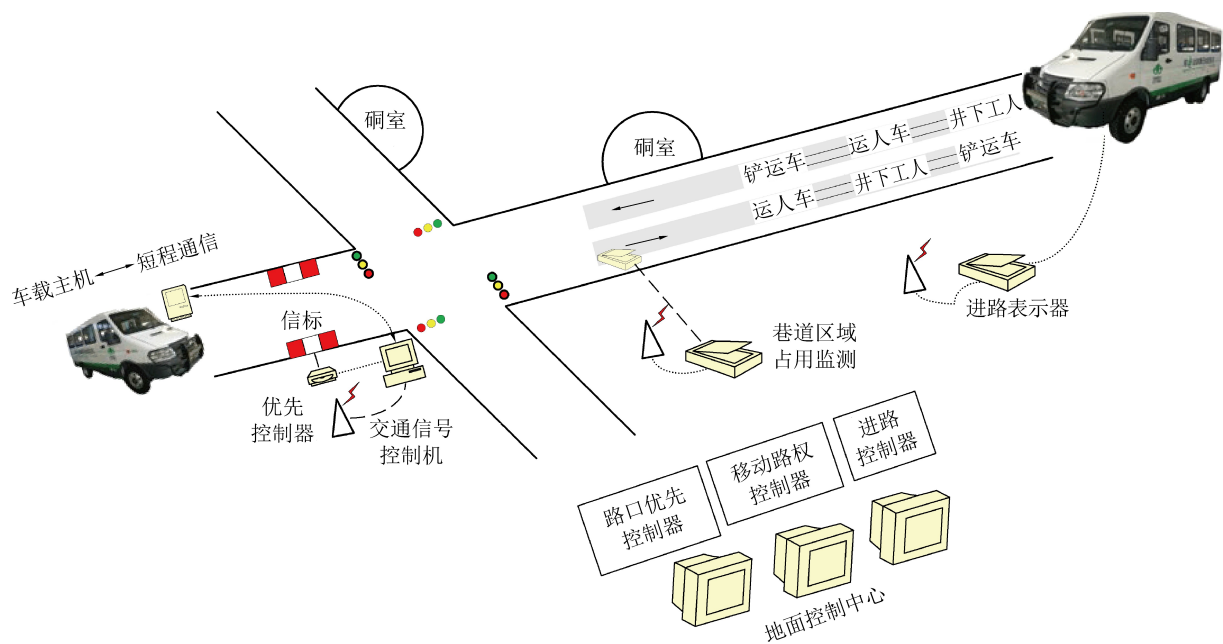 硐室
硐室
铲运车 运人车 井下工人
运人车 井下工人 铲运车
车载主机 短程通信
信标
优先
控制器
交通信号
控制机
巷道区域
占用监测
进路表示器
路口优先
控制器
移动路权
控制器
进路
控制器
地面控制中心